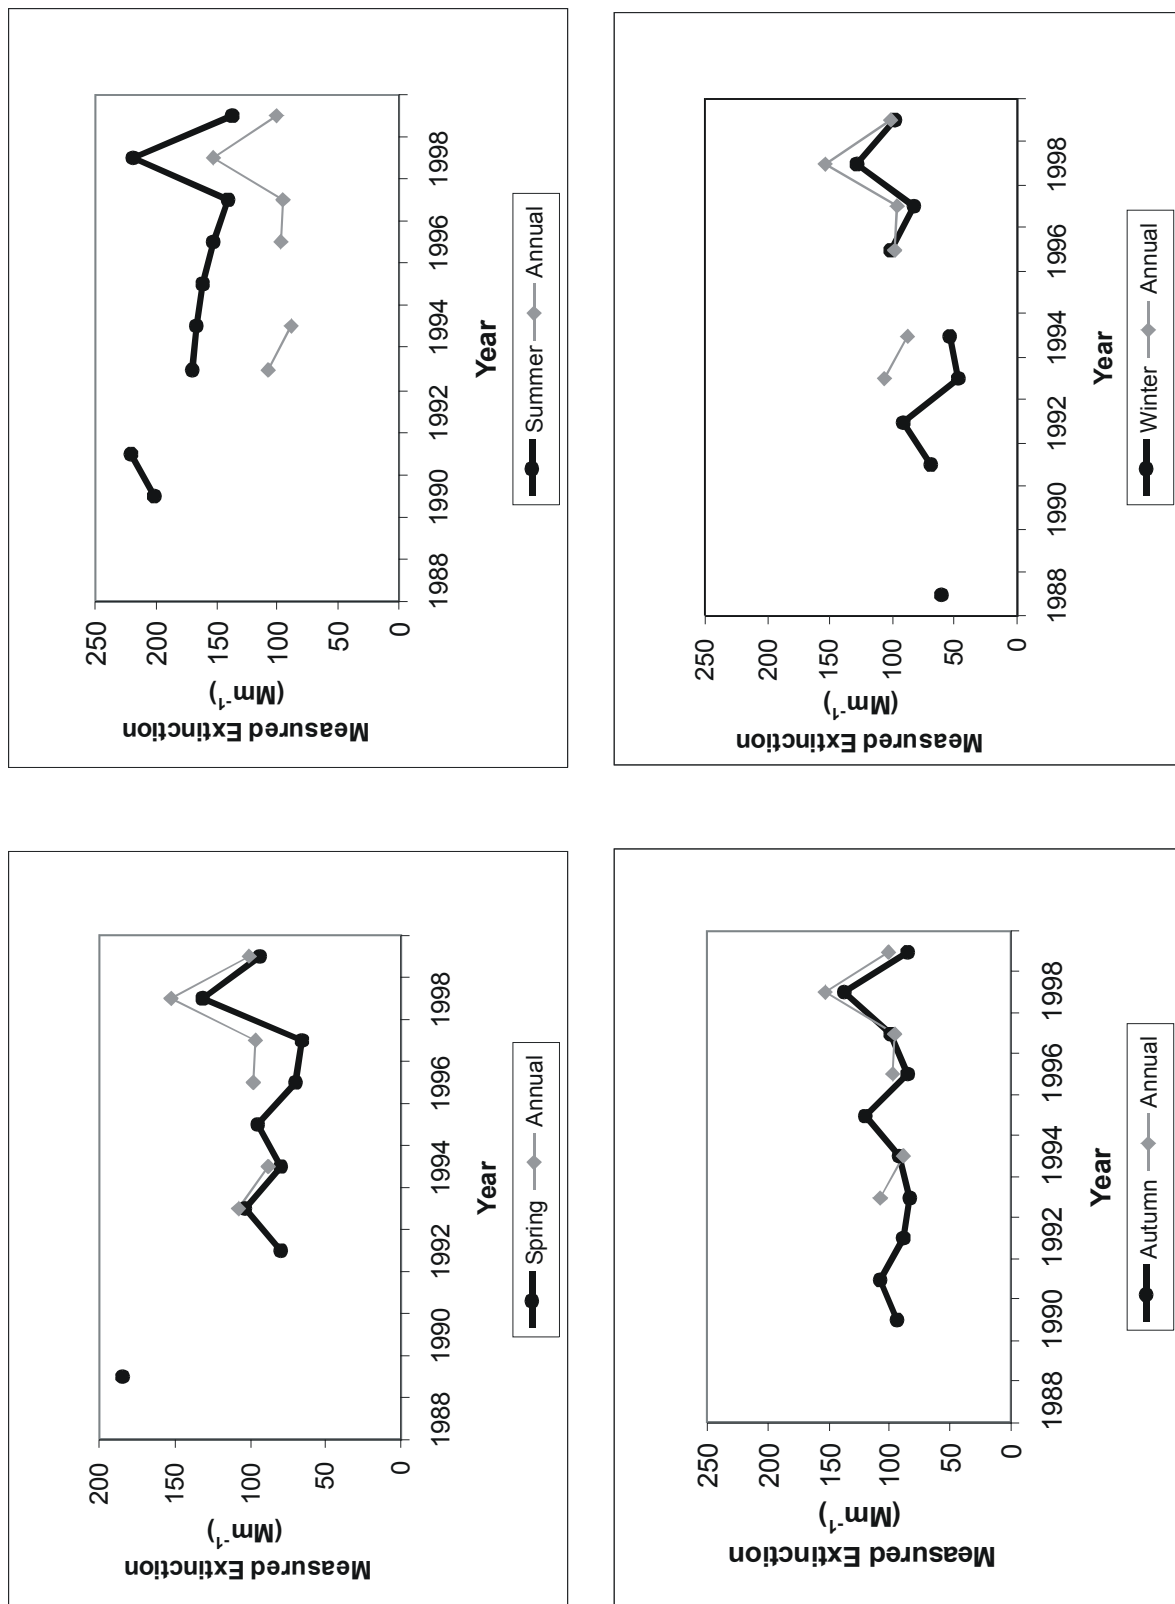 Measured Extinction
(Mm⁻¹)
200
150
100
50
0
1988 1990 1992 1994 1996 1998
Year
Spring Annual
Measured Extinction
(Mm⁻¹)
250
200
150
100
50
0
1988 1990 1992 1994 1996 1998
Year
Summer Annual
Measured Extinction
(Mm⁻¹)
250
200
150
100
50
0
1988 1990 1992 1994 1996 1998
Year
Autumn Annual
Measured Extinction
(Mm⁻¹)
250
200
150
100
50
0
1988 1990 1992 1994 1996 1998
Year
Winter Annual